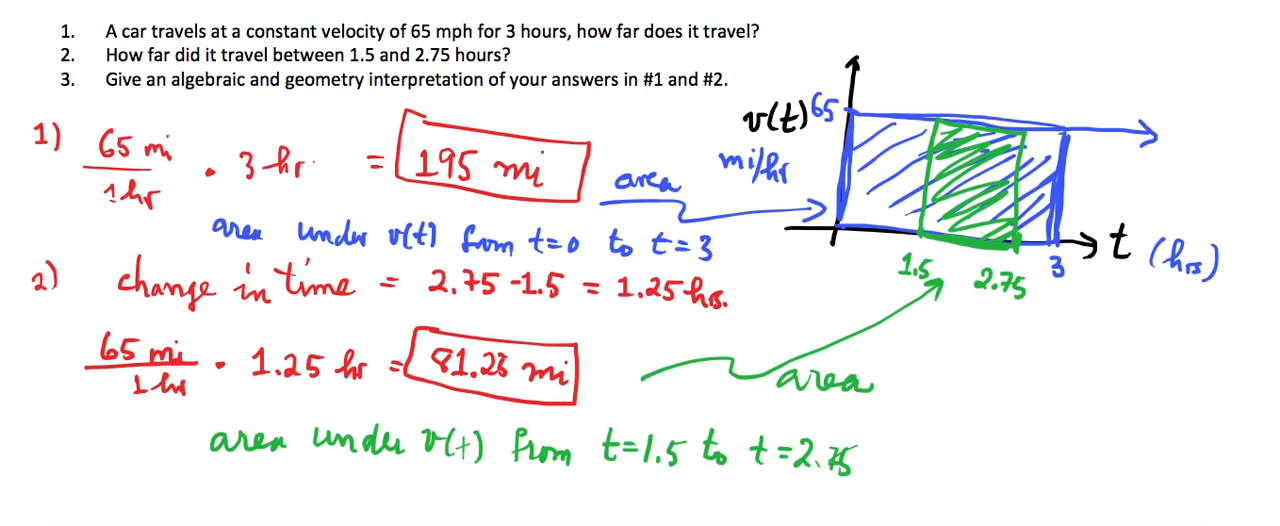 1. A car travels at a constant velocity of 65 mph for 3 hours, how far does it travel?
2. How far did it travel between 1.5 and 2.75 hours?
3. Give an algebraic and geometry interpretation of your answers in #1 and #2.
1) 65 mi / 1 hr · 3 hr = 195 mi
area under v(t) from t=0 to t=3
area
v(t) 65
mi/hr
t (hrs)
1.5 2.75 3
2) change in time = 2.75 - 1.5 = 1.25 hrs.
65 mi / 1 hr · 1.25 hr = 81.25 mi
area
area under v(t) from t=1.5 to t=2.75